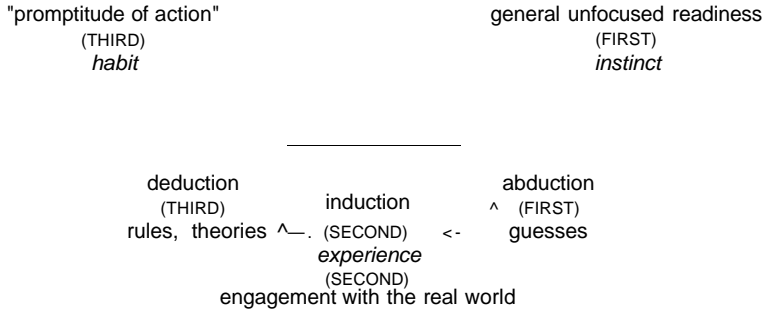 "promptitude of action" general unfocused readiness
(THIRD) (FIRST)
habit instinct
deduction abduction
(THIRD) induction ^ (FIRST)
rules, theories ^—. (SECOND) <- guesses
experience
(SECOND)
engagement with the real world